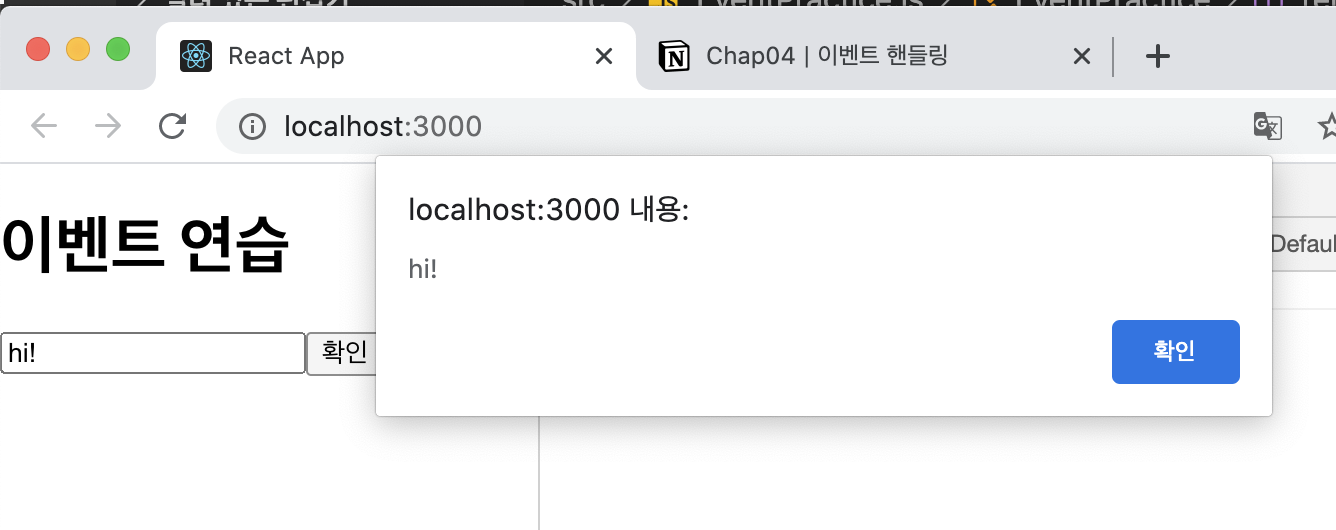 React App
Chap04 | 이벤트 핸들링
localhost:3000
localhost:3000 내용:
hi!
이벤트 연습
Defaul
hi!
확인
확인